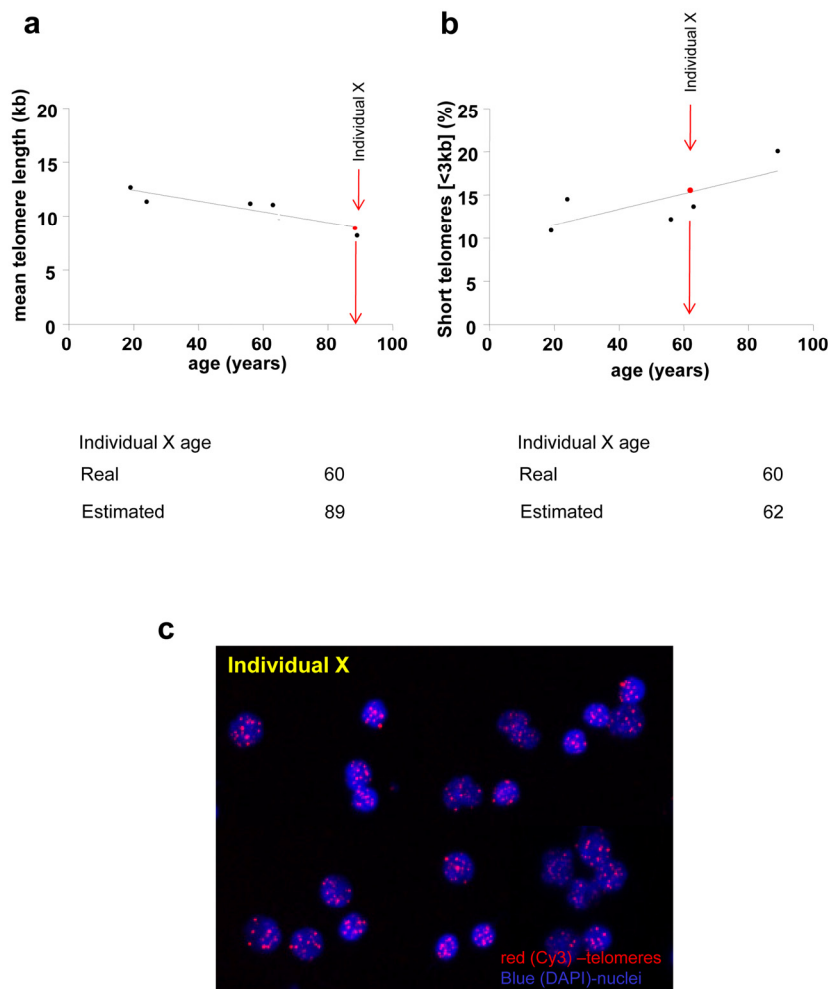 a
Individual X
mean telomere length (kb)
20
15
10
5
0
0 20 40 60 80 100
age (years)
Individual X age
Real 60
Estimated 89
b
Individual X
Short telomeres [<3kb] (%)
25
20
15
10
5
0
0 20 40 60 80 100
age (years)
Individual X age
Real 60
Estimated 62
c
Individual X
red (Cy3) –telomeres
Blue (DAPI)-nuclei